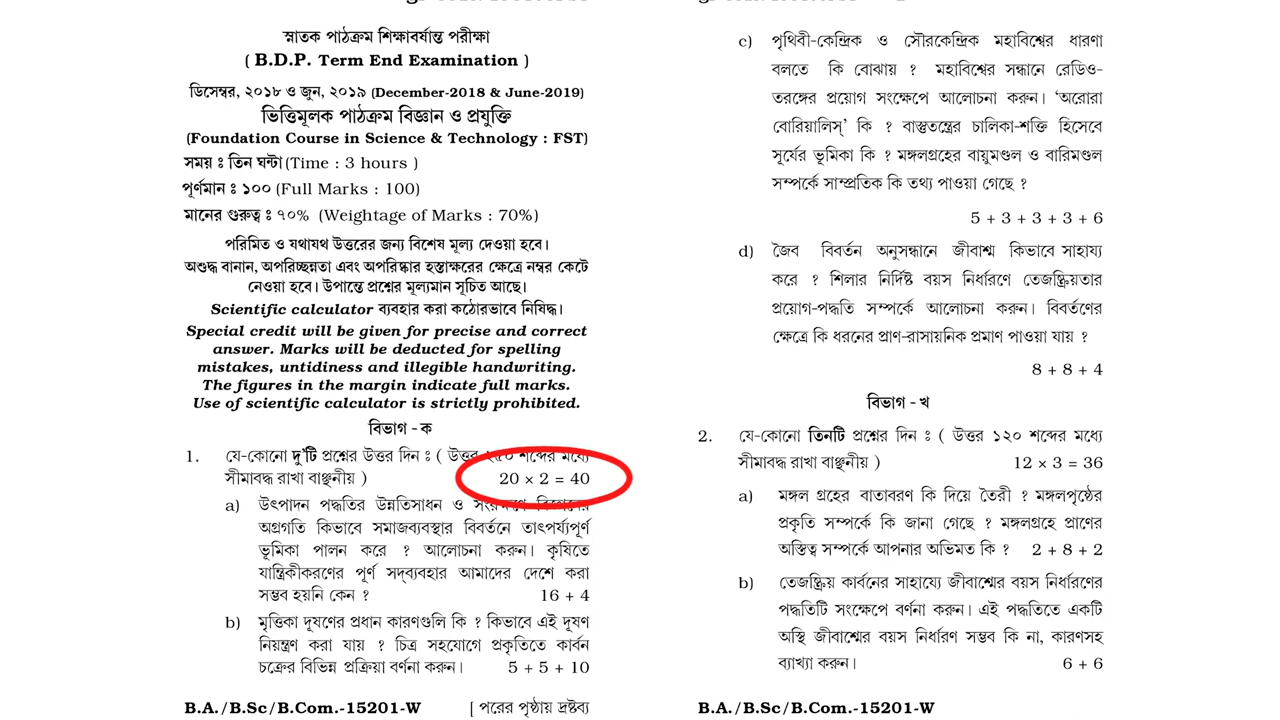 স্নাতক পাঠক্রম শিক্ষাবর্ষান্ত পরীক্ষা
( B.D.P. Term End Examination )
ডিসেম্বর, ২০১৮ ও জুন, ২০১৯ (December-2018 & June-2019)
ভিত্তিমূলক পাঠক্রম বিজ্ঞান ও প্রযুক্তি
(Foundation Course in Science & Technology : FST)
সময় ঃ তিন ঘন্টা (Time : 3 hours )
পূর্ণমান ঃ ১০০ (Full Marks : 100)
মানের গুরুত্ব ঃ ৭০% (Weightage of Marks : 70%)
পরিমিত ও যথাযথ উত্তরের জন্য বিশেষ মূল্য দেওয়া হবে।
অশুদ্ধ বানান, অপরিচ্ছন্নতা এবং অপরিষ্কার হস্তাক্ষরের ক্ষেত্রে নম্বর কেটে
নেওয়া হবে। উপান্তে প্রশ্নের মূল্যমান সূচিত আছে।
Scientific calculator ব্যবহার করা কঠোরভাবে নিষিদ্ধ।
Special credit will be given for precise and correct
answer. Marks will be deducted for spelling
mistakes, untidiness and illegible handwriting.
The figures in the margin indicate full marks.
Use of scientific calculator is strictly prohibited.
বিভাগ - ক
1. যে-কোনো দু'টি প্রশ্নের উত্তর দিন ঃ ( উত্তর ২৫০ শব্দের মধ্যে
সীমাবদ্ধ রাখা বাঞ্ছনীয় ) 20 × 2 = 40
a) উৎপাদন পদ্ধতির উন্নতিসাধন ও সংরক্ষণে বিশেষের
অগ্রগতি কিভাবে সমাজব্যবস্থার বিবর্তনে তাৎপর্য্যপূর্ণ
ভূমিকা পালন করে ? আলোচনা করুন। কৃষিতে
যান্ত্রিকীকরণের পূর্ণ সদ্‌ব্যবহার আমাদের দেশে করা
সম্ভব হয়নি কেন ? 16 + 4
b) মৃত্তিকা দূষণের প্রধান কারণগুলি কি ? কিভাবে এই দূষণ
নিয়ন্ত্রণ করা যায় ? চিত্র সহযোগে প্রকৃতিতে কার্বন
চক্রের বিভিন্ন প্রক্রিয়া বর্ণনা করুন। 5 + 5 + 10
B.A./B.Sc/B.Com.-15201-W [ পরের পৃষ্ঠায় দ্রষ্টব্য
c) পৃথিবী-কেন্দ্রিক ও সৌরকেন্দ্রিক মহাবিশ্বের ধারণা
বলতে কি বোঝায় ? মহাবিশ্বের সন্ধানে রেডিও-
তরঙ্গের প্রয়োগ সংক্ষেপে আলোচনা করুন। ‘অরোরা
বোরিয়ালিস্’ কি ? বাস্তুতন্ত্রের চালিকা-শক্তি হিসেবে
সূর্যের ভূমিকা কি ? মঙ্গলগ্রহের বায়ুমণ্ডল ও বারিমণ্ডল
সম্পর্কে সাম্প্রতিক কি তথ্য পাওয়া গেছে ?
5 + 3 + 3 + 3 + 6
d) জৈব বিবর্তন অনুসন্ধানে জীবাশ্ম কিভাবে সাহায্য
করে ? শিলার নির্দিষ্ট বয়স নির্ধারণে তেজষ্ক্রিয়তার
প্রয়োগ-পদ্ধতি সম্পর্কে আলোচনা করুন। বিবর্তণের
ক্ষেত্রে কি ধরনের প্রাণ-রাসায়নিক প্রমাণ পাওয়া যায় ?
8 + 8 + 4
বিভাগ - খ
2. যে-কোনো তিনটি প্রশ্নের দিন ঃ ( উত্তর ১২০ শব্দের মধ্যে
সীমাবদ্ধ রাখা বাঞ্ছনীয় ) 12 × 3 = 36
a) মঙ্গল গ্রহের বাতাবরণ কি দিয়ে তৈরী ? মঙ্গলপৃষ্ঠের
প্রকৃতি সম্পর্কে কি জানা গেছে ? মঙ্গলগ্রহে প্রাণের
অস্তিত্ব সম্পর্কে আপনার অভিমত কি ? 2 + 8 + 2
b) তেজষ্ক্রিয় কার্বনের সাহায্যে জীবাশ্মের বয়স নির্ধারণের
পদ্ধতিটি সংক্ষেপে বর্ণনা করুন। এই পদ্ধতিতে একটি
অস্থি জীবাশ্মের বয়স নির্ধারণ সম্ভব কি না, কারণসহ
ব্যাখ্যা করুন। 6 + 6
B.A./B.Sc/B.Com.-15201-W